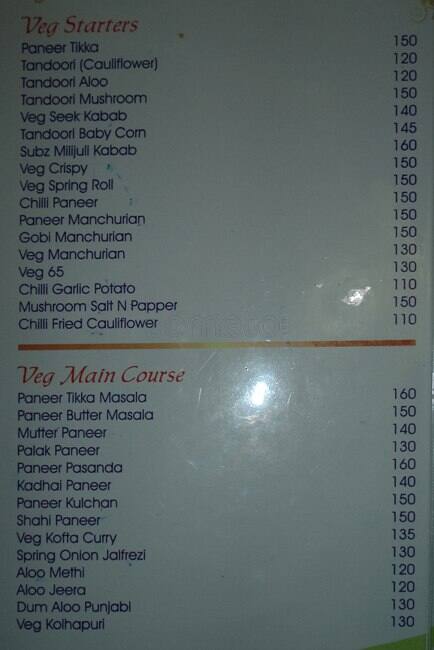 Veg Starters
Paneer Tikka 150
Tandoori (Cauliflower) 120
Tandoori Aloo 120
Tandoori Mushroom 150
Veg Seek Kabab 140
Tandoori Baby Corn 145
Subz Milijuli Kabab 160
Veg Crispy 150
Veg Spring Roll 150
Chilli Paneer 150
Paneer Manchurian 150
Gobi Manchurian 150
Veg Manchurian 130
Veg 65 130
Chilli Garlic Potato 110
Mushroom Salt N Papper 150
Chilli Fried Cauliflower 110
Veg Main Course
Paneer Tikka Masala 160
Paneer Butter Masala 150
Mutter Paneer 140
Palak Paneer 130
Paneer Pasanda 160
Kadhai Paneer 140
Paneer Kulchan 150
Shahi Paneer 150
Veg Kofta Curry 135
Spring Onion Jalfrezi 130
Aloo Methi 120
Aloo Jeera 120
Dum Aloo Punjabi 130
Veg Kolhapuri 130